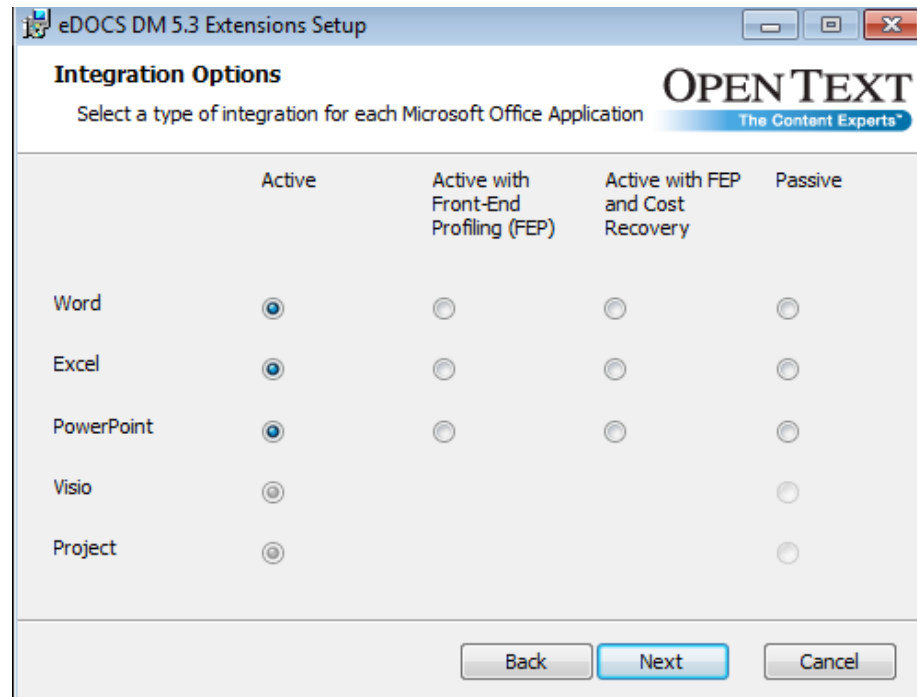 eDOCS DM 5.3 Extensions Setup
Integration Options
Select a type of integration for each Microsoft Office Application
OPEN TEXT
The Content Experts™
Active
Active with
Front-End
Profiling (FEP)
Active with FEP
and Cost
Recovery
Passive
Word
Excel
PowerPoint
Visio
Project
Back
Next
Cancel